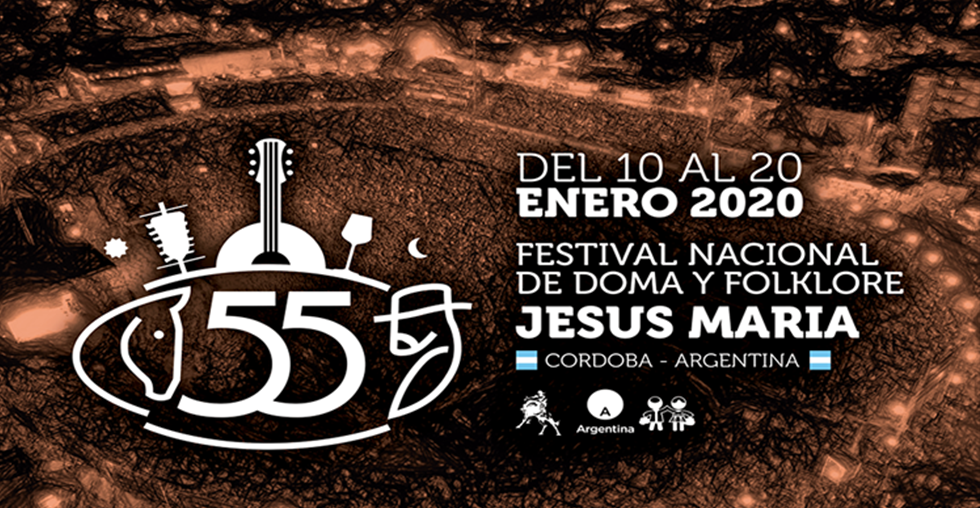 55
DEL 10 AL 20
ENERO 2020
FESTIVAL NACIONAL
DE DOMA Y FOLKLORE
JESUS MARIA
CORDOBA - ARGENTINA
A
Argentina